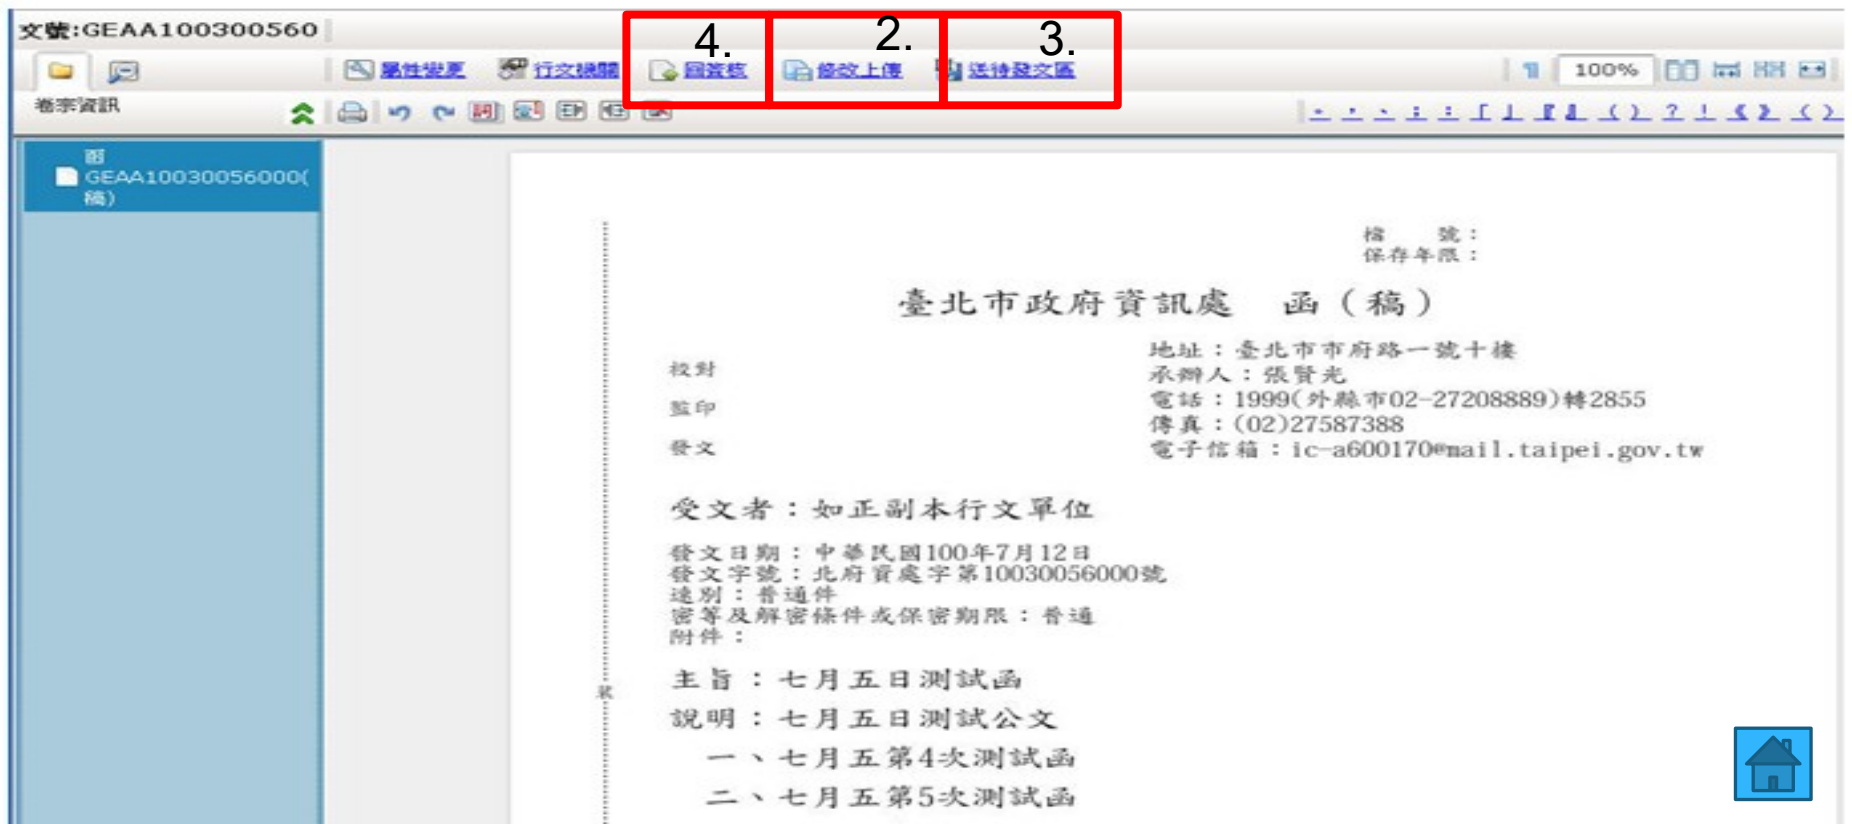 文號:GEAA100300560
4.
2.
3.
屬性變更 行文機關 回簽核 修改上傳 送待發文區
100%
卷宗資訊
函
GEAA10030056000(
稿)
檔 號：
保存年限：
臺北市政府資訊處 函（稿）
地址：臺北市市府路一號十樓
校對
承辦人：張賢光
電話：1999(外縣市02-27208889)轉2855
監印
傳真：(02)27587388
發文
電子信箱：ic-a600170@mail.taipei.gov.tw
受文者：如正副本行文單位
發文日期：中華民國100年7月12日
發文字號：北府資處字第10030056000號
速別：普通件
密等及解密條件或保密期限：普通
附件：
主旨：七月五日測試函
裝
說明：七月五日測試公文
一、七月五第4次測試函
二、七月五第5次測試函